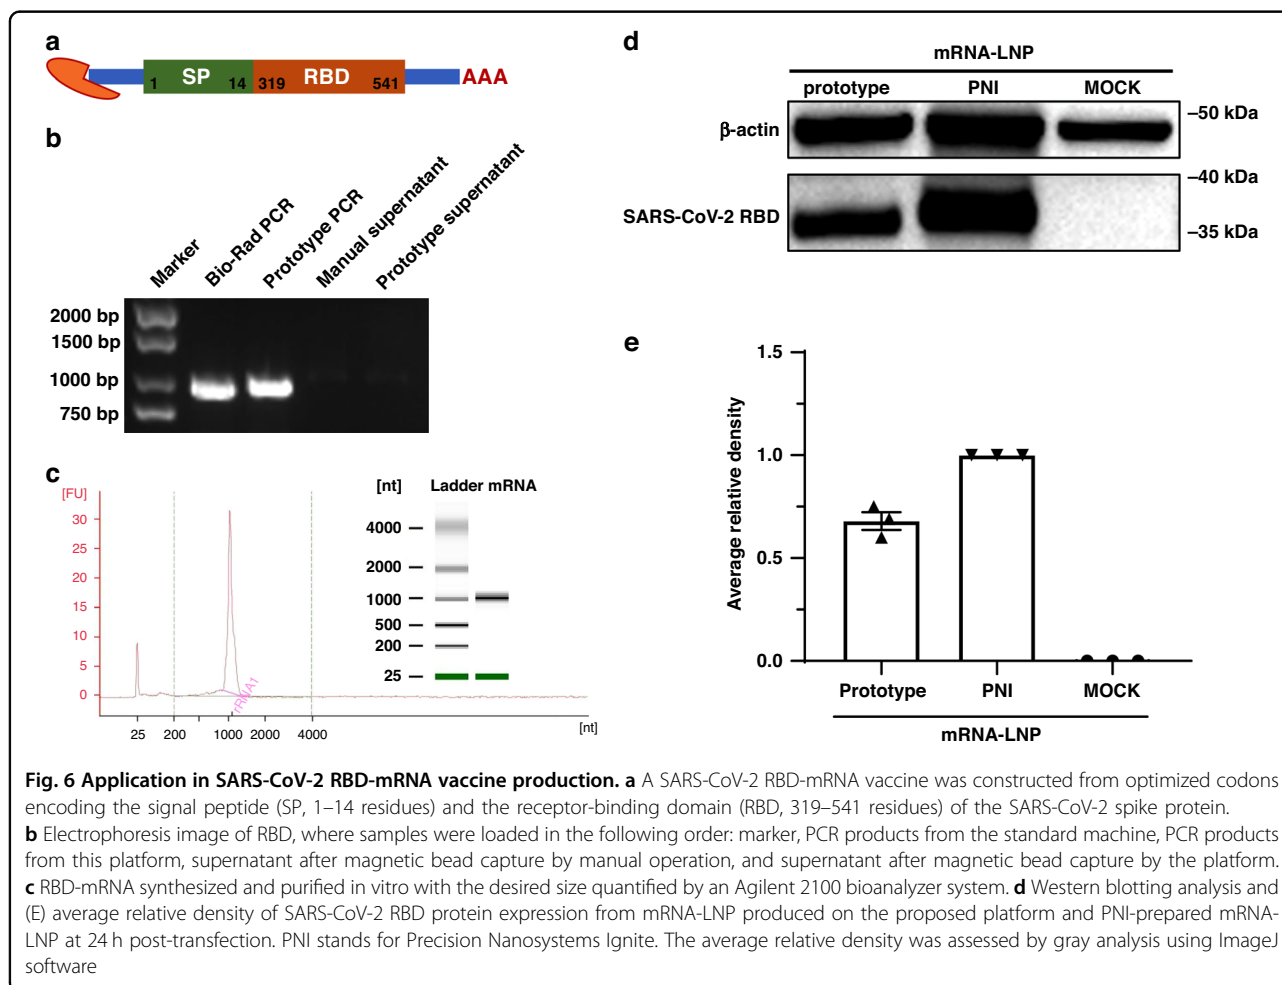 a
1 SP 14 319 RBD 541 AAA
b
Marker
Bio-Rad PCR
Prototype PCR
Manual supernatant
Prototype supernatant
2000 bp
1500 bp
1000 bp
750 bp
c
[FU]
30
25
20
15
10
5
0
rRNA1
25 200 1000 2000 4000
[nt]
[nt] Ladder mRNA
4000
2000
1000
500
200
25
d
mRNA-LNP
prototype PNI MOCK
β-actin
–50 kDa
–40 kDa
SARS-CoV-2 RBD
–35 kDa
e
Average relative density
1.5
1.0
0.5
0.0
Prototype PNI MOCK
mRNA-LNP
Fig. 6 Application in SARS-CoV-2 RBD-mRNA vaccine production. a A SARS-CoV-2 RBD-mRNA vaccine was constructed from optimized codons
encoding the signal peptide (SP, 1–14 residues) and the receptor-binding domain (RBD, 319–541 residues) of the SARS-CoV-2 spike protein.
b Electrophoresis image of RBD, where samples were loaded in the following order: marker, PCR products from the standard machine, PCR products
from this platform, supernatant after magnetic bead capture by manual operation, and supernatant after magnetic bead capture by the platform.
c RBD-mRNA synthesized and purified in vitro with the desired size quantified by an Agilent 2100 bioanalyzer system. d Western blotting analysis and
(E) average relative density of SARS-CoV-2 RBD protein expression from mRNA-LNP produced on the proposed platform and PNI-prepared mRNA-
LNP at 24 h post-transfection. PNI stands for Precision Nanosystems Ignite. The average relative density was assessed by gray analysis using ImageJ
software